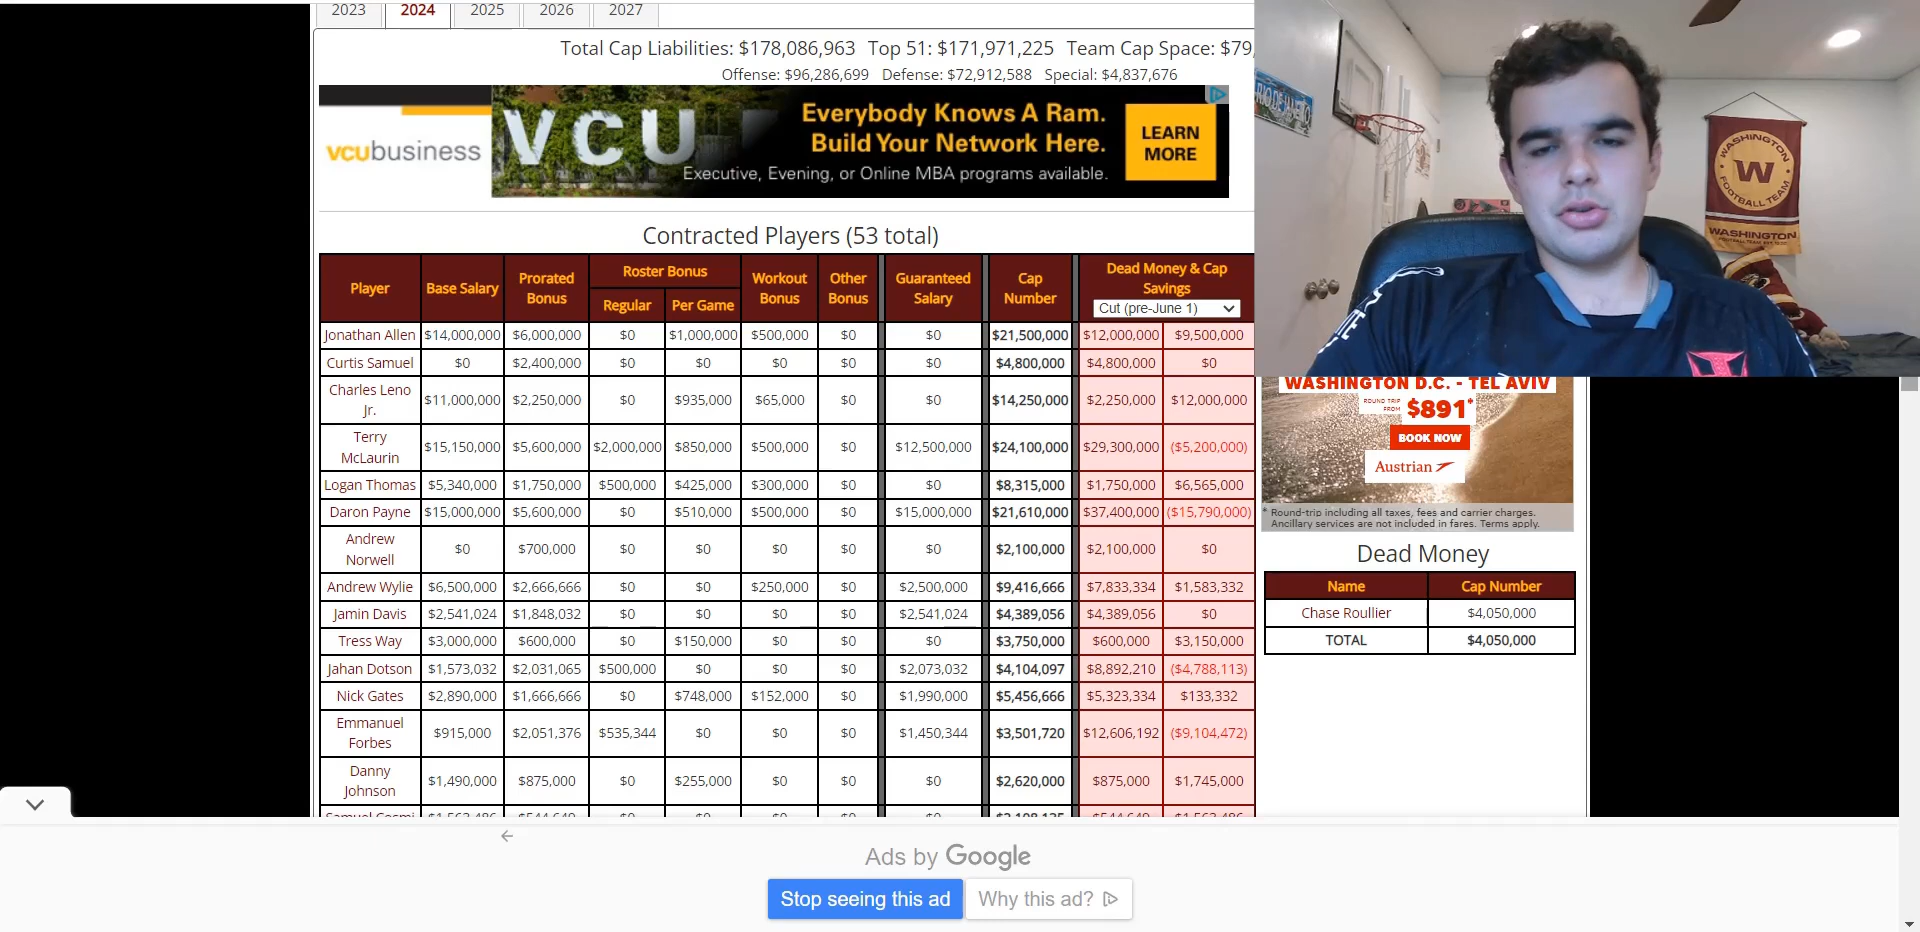 2023 2024 2025 2026 2027
Total Cap Liabilities: $178,086,963 Top 51: $171,971,225 Team Cap Space: $79,
Offense: $96,286,699 Defense: $72,912,588 Special: $4,837,676
vcubusiness
VCU
Everybody Knows A Ram.
Build Your Network Here.
Executive, Evening, or Online MBA programs available.
LEARN
MORE
Contracted Players (53 total)
Player Base Salary Prorated Bonus Roster Bonus Regular Per Game Workout Bonus Other Bonus Guaranteed Salary Cap Number Dead Money & Cap Savings
Cut (pre-June 1)
Jonathan Allen $14,000,000 $6,000,000 $0 $1,000,000 $500,000 $0 $0 $21,500,000 $12,000,000 $9,500,000
Curtis Samuel $0 $2,400,000 $0 $0 $0 $0 $0 $4,800,000 $4,800,000 $0
Charles Leno Jr. $11,000,000 $2,250,000 $0 $935,000 $65,000 $0 $0 $14,250,000 $2,250,000 $12,000,000
Terry McLaurin $15,150,000 $5,600,000 $2,000,000 $850,000 $500,000 $0 $12,500,000 $24,100,000 $29,300,000 ($5,200,000)
Logan Thomas $5,340,000 $1,750,000 $500,000 $425,000 $300,000 $0 $0 $8,315,000 $1,750,000 $6,565,000
Daron Payne $15,000,000 $5,600,000 $0 $510,000 $500,000 $0 $15,000,000 $21,610,000 $37,400,000 ($15,790,000)
Andrew Norwell $0 $700,000 $0 $0 $0 $0 $0 $2,100,000 $2,100,000 $0
Andrew Wylie $6,500,000 $2,666,666 $0 $0 $250,000 $0 $2,500,000 $9,416,666 $7,833,334 $1,583,332
Jamin Davis $2,541,024 $1,848,032 $0 $0 $0 $0 $2,541,024 $4,389,056 $4,389,056 $0
Tress Way $3,000,000 $600,000 $0 $150,000 $0 $0 $0 $3,750,000 $600,000 $3,150,000
Jahan Dotson $1,573,032 $2,031,065 $500,000 $0 $0 $0 $2,073,032 $4,104,097 $8,892,210 ($4,788,113)
Nick Gates $2,890,000 $1,666,666 $0 $748,000 $152,000 $0 $1,990,000 $5,456,666 $5,323,334 $133,332
Emmanuel Forbes $915,000 $2,051,376 $535,344 $0 $0 $0 $1,450,344 $3,501,720 $12,606,192 ($9,104,472)
Danny Johnson $1,490,000 $875,000 $0 $255,000 $0 $0 $0 $2,620,000 $875,000 $1,745,000
WASHINGTON
W
FOOTBALL TEAM
WASHINGTON
WASHINGTON D.C. - TEL AVIV
ROUND TRIP
FROM $891*
BOOK NOW
Austrian
* Round-trip including all taxes, fees and carrier charges.
Ancillary services are not included in fares. Terms apply.
Dead Money
Name Cap Number
Chase Roullier $4,050,000
TOTAL $4,050,000
Ads by Google
Stop seeing this ad
Why this ad?